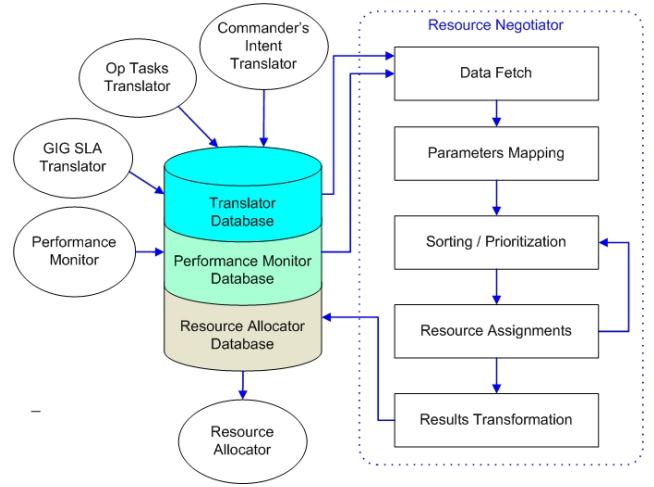 Commander's
Intent
Translator
Resource Negotiator
Op Tasks
Translator
Data Fetch
GIG SLA
Translator
Parameters Mapping
Translator
Database
Performance
Monitor
Sorting / Prioritization
Performance Monitor
Database
Resource Allocator
Database
Resource Assignments
Results Transformation
Resource
Allocator